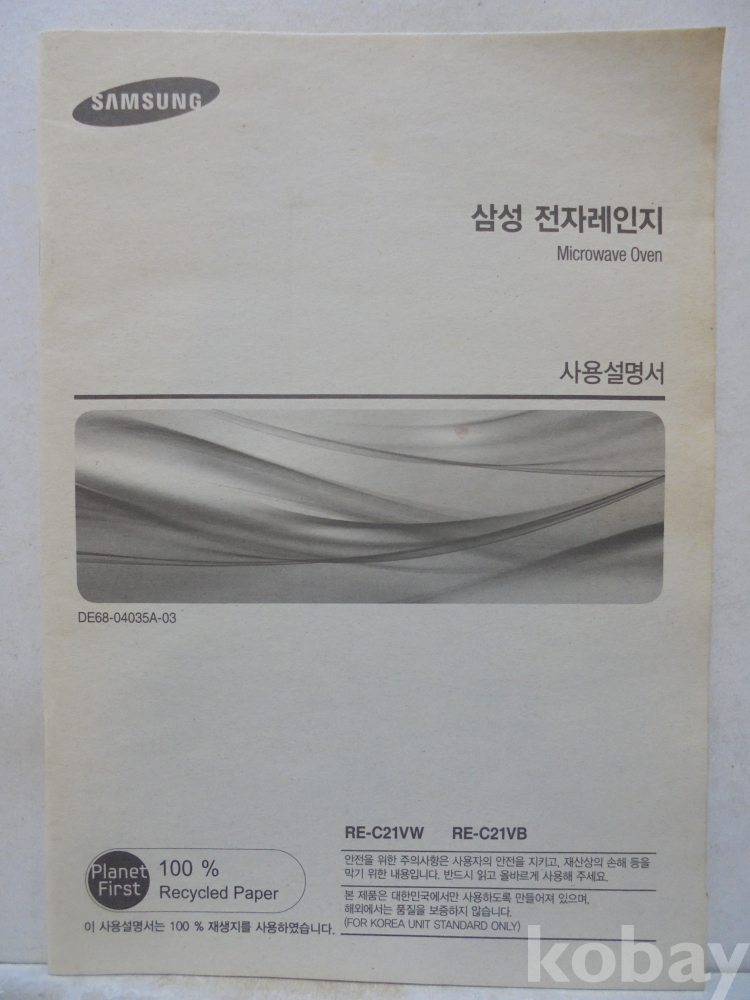 SAMSUNG
삼성 전자레인지
Microwave Oven
사용설명서
DE68-04035A-03
RE-C21VW RE-C21VB
안전을 위한 주의사항은 사용자의 안전을 지키고, 재산상의 손해 등을
막기 위한 내용입니다. 반드시 읽고 올바르게 사용해 주세요.
본 제품은 대한민국에서만 사용하도록 만들어져 있으며,
해외에서는 품질을 보증하지 않습니다.
(FOR KOREA UNIT STANDARD ONLY)
Planet
First
100 %
Recycled Paper
이 사용설명서는 100 % 재생지를 사용하였습니다.
kobay